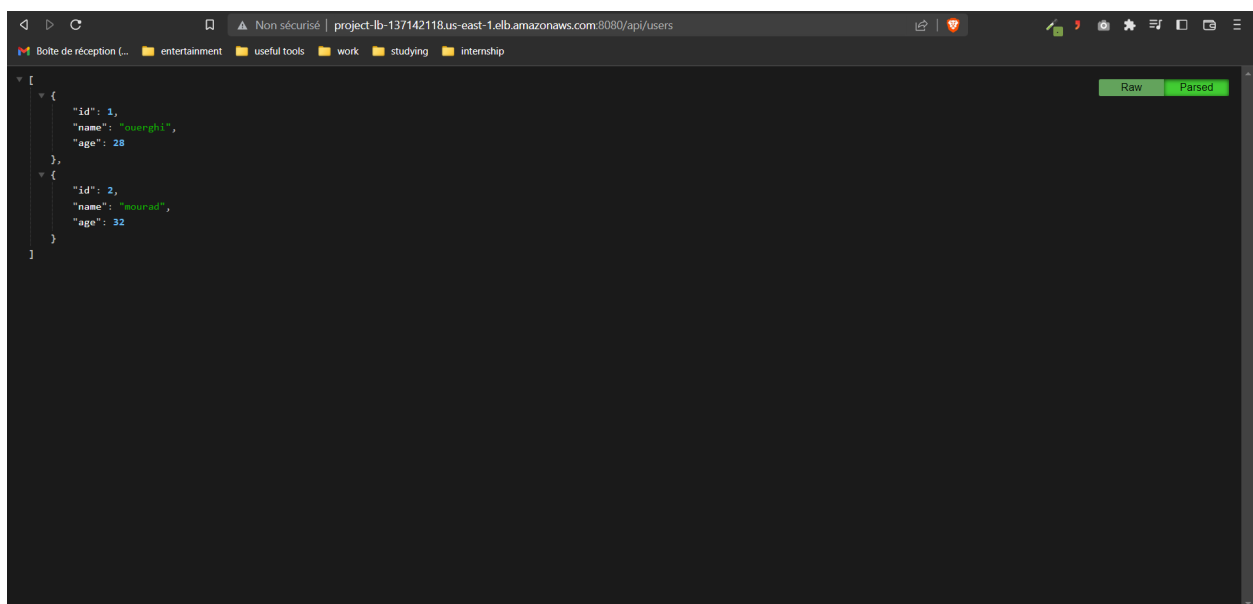 Non sécurisé | project-lb-137142118.us-east-1.elb.amazonaws.com:8080/api/users
Boîte de réception (... entertainment useful tools work studying internship
Raw Parsed
[
{
"id": 1,
"name": "ouerghi",
"age": 28
},
{
"id": 2,
"name": "mourad",
"age": 32
}
]